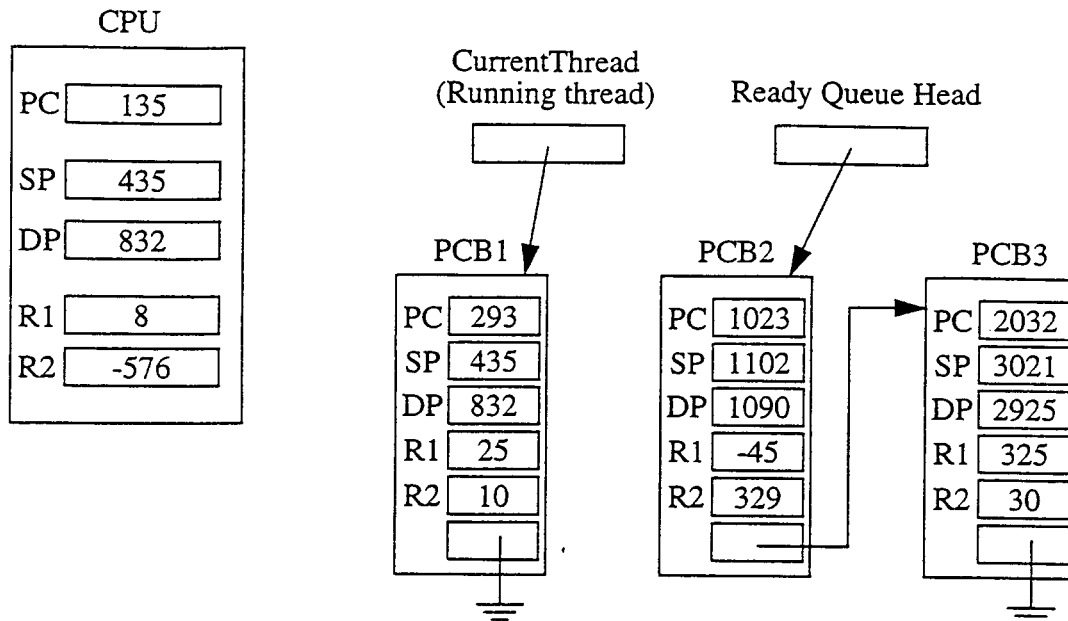 CPU
PC 135
SP 435
DP 832
R1 8
R2 -576
CurrentThread
(Running thread)
Ready Queue Head
PCB1
PC 293
SP 435
DP 832
R1 25
R2 10
PCB2
PC 1023
SP 1102
DP 1090
R1 -45
R2 329
PCB3
PC 2032
SP 3021
DP 2925
R1 325
R2 30